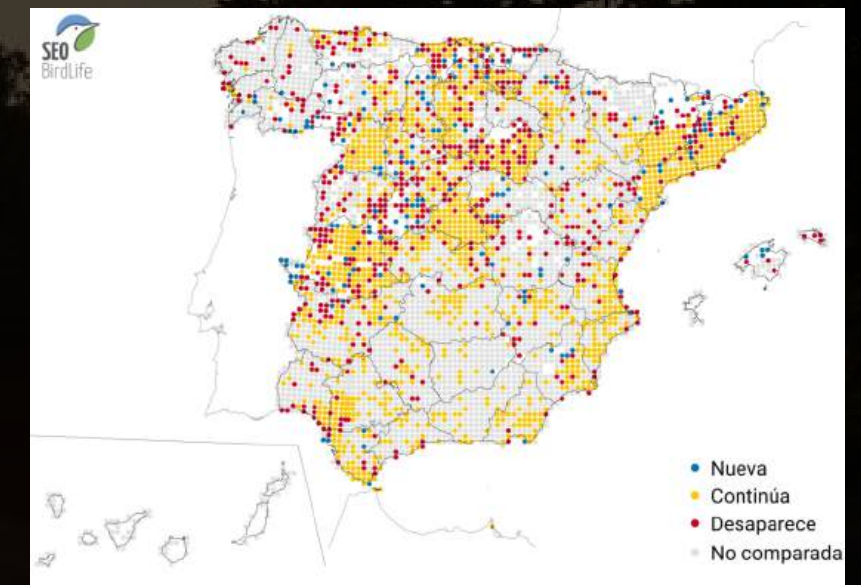 SEO
BirdLife
Nueva
Continúa
Desaparece
No comparada